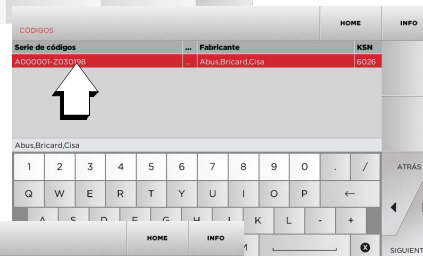 CÓDIGOS HOME INFO
Serie de códigos ... Fabricante KSN
A000001-Z030198 ... Abus,Bricard,Cisa 6026
Abus,Bricard,Cisa
1 2 3 4 5 6 7 8 9 0 . / ATRÁS
Q W E R T Y U I O P ←
A S D F G H J K L - +
HOME INFO M SIGUIENT